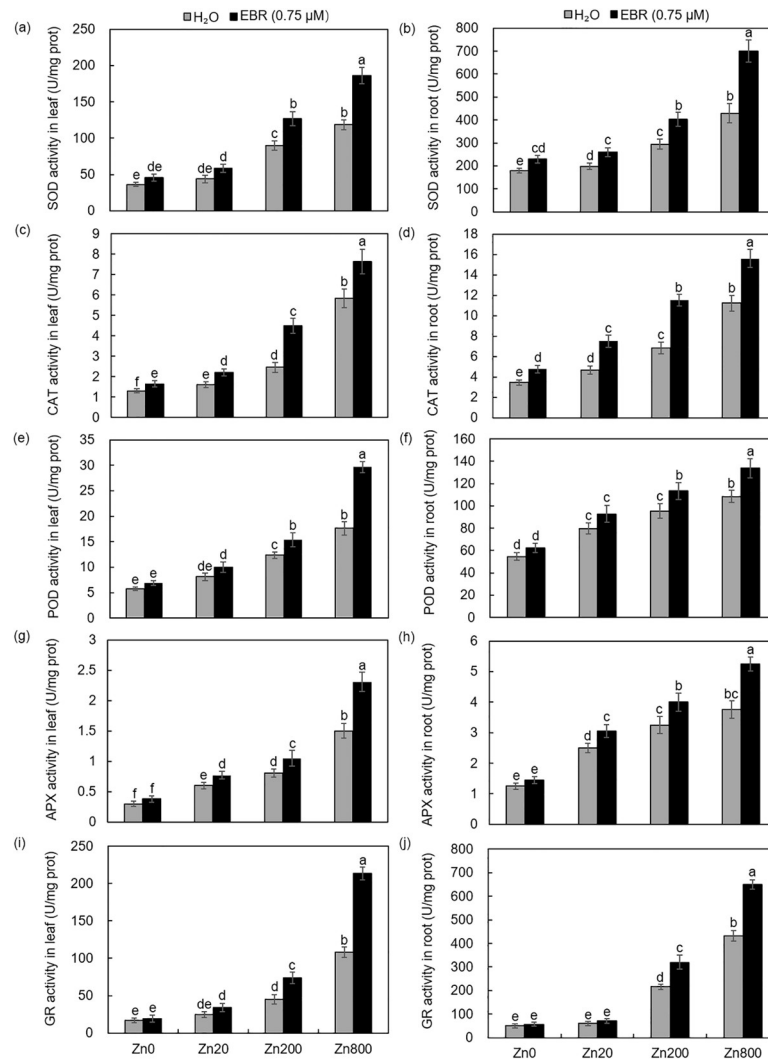 H₂O EBR (0.75 μM)
(a)
SOD activity in leaf (U/mg prot)
250
200
150
100
50
0
e de de d b b b a
(b)
SOD activity in root (U/mg prot)
800
700
600
500
400
300
200
100
0
e cd d c c b b a
(c)
CAT activity in leaf (U/mg prot)
9
8
7
6
5
4
3
2
1
0
f e e d d c b a
(d)
CAT activity in root (U/mg prot)
18
16
14
12
10
8
6
4
2
0
e d e c d b b a
(e)
POD activity in leaf (U/mg prot)
35
30
25
20
15
10
5
0
e e de d c b b a
(f)
POD activity in root (U/mg prot)
160
140
120
100
80
60
40
20
0
d d c c c b b a
(g)
APX activity in leaf (U/mg prot)
3
2.5
2
1.5
1
0.5
0
f f e d d c b a
(h)
APX activity in root (U/mg prot)
6
5
4
3
2
1
0
e e d c c b bc a
(i)
GR activity in leaf (U/mg prot)
250
200
150
100
50
0
e e de d d c b a
Zn0 Zn20 Zn200 Zn800
(j)
GR activity in root (U/mg prot)
800
700
600
500
400
300
200
100
0
e e e e d c b a
Zn0 Zn20 Zn200 Zn800